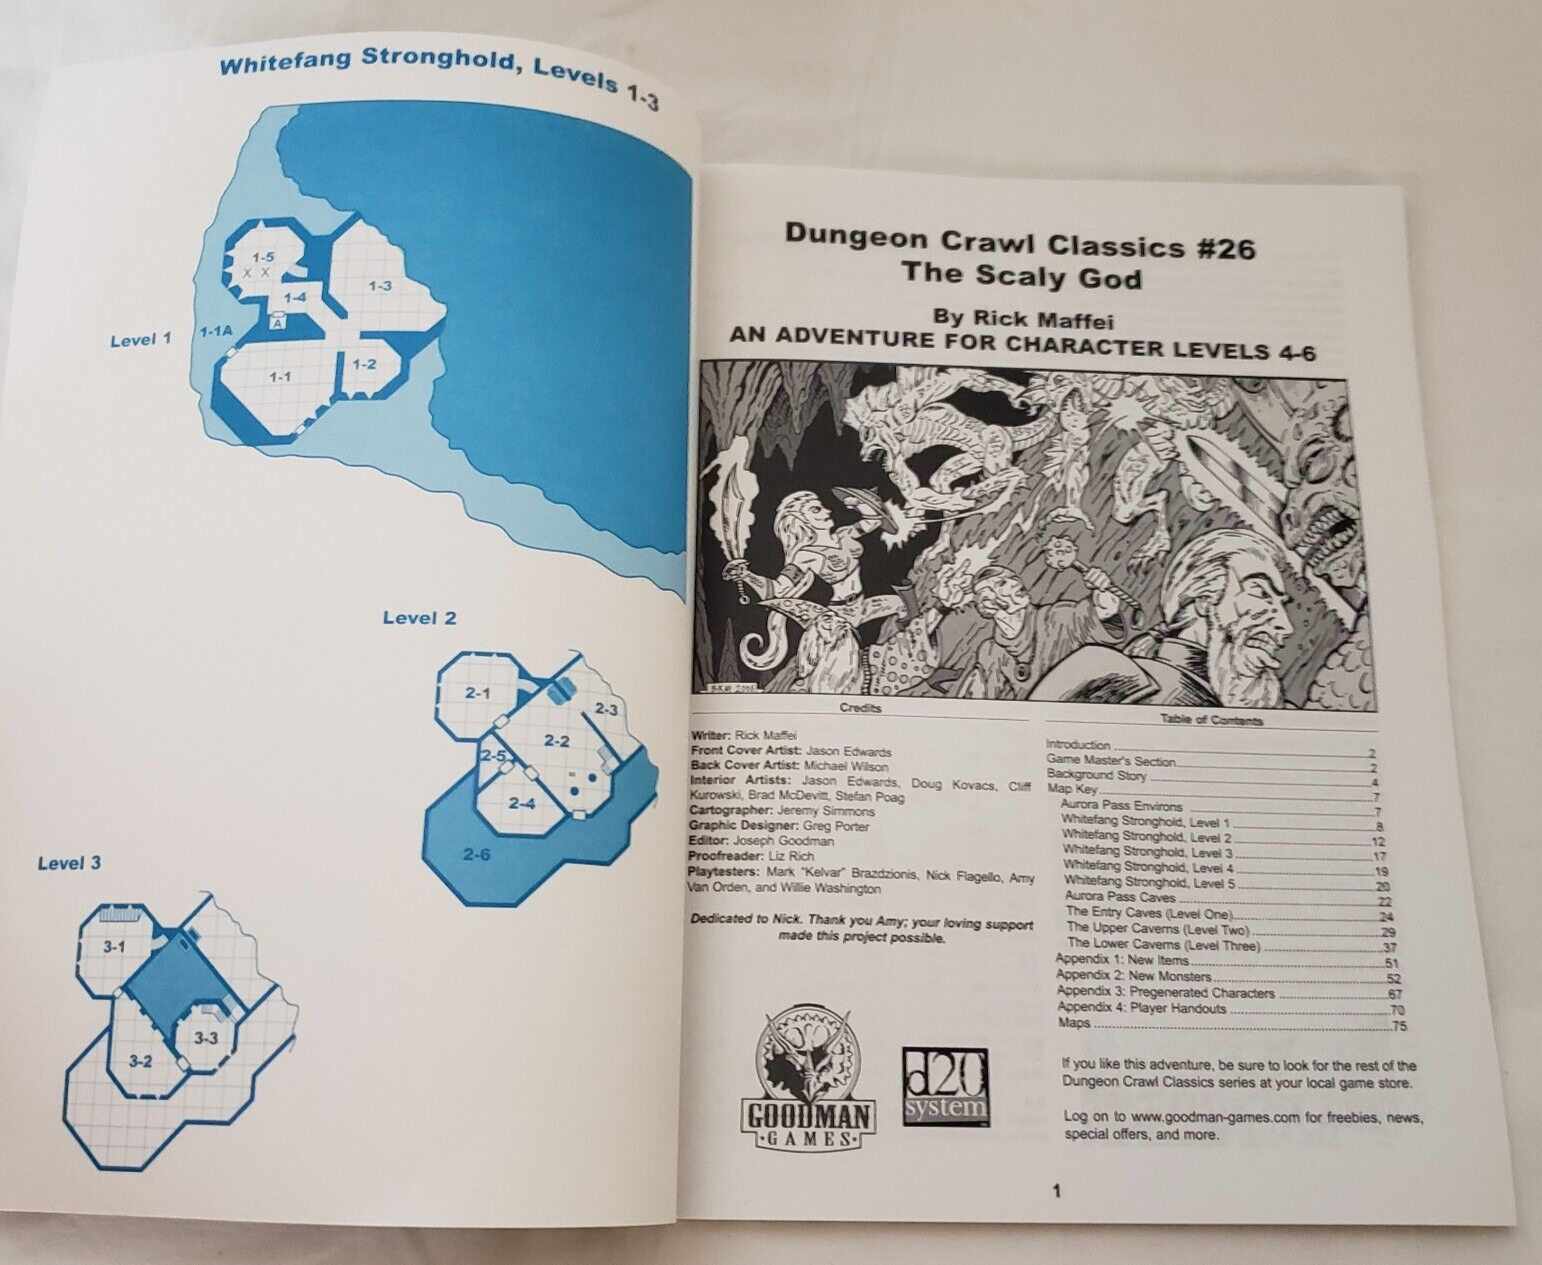 Whitefang Stronghold, Levels 1-3
1-5
X X
1-4
1-3
A
Level 1
1-1A
1-1
1-2
Level 2
2-1
2-3
2-2
2-5
2-4
2-6
Level 3
3-1
3-3
3-2
Dungeon Crawl Classics #26
The Scaly God
By Rick Maffei
AN ADVENTURE FOR CHARACTER LEVELS 4-6
Credits
Writer: Rick Maffei
Front Cover Artist: Jason Edwards
Back Cover Artist: Michael Wilson
Interior Artists: Jason Edwards, Doug Kovacs, Cliff
Kurowski, Brad McDevitt, Stefan Poag
Cartographer: Jeremy Simmons
Graphic Designer: Greg Porter
Editor: Joseph Goodman
Proofreader: Liz Rich
Playtesters: Mark "Kelvar" Brazdzionis, Nick Flagello, Amy
Van Orden, and Willie Washington
Dedicated to Nick. Thank you Amy; your loving support
made this project possible.
GOODMAN
GAMES
d20
system
Table of Contents
Introduction 2
Game Master's Section 2
Background Story 4
Map Key 7
Aurora Pass Environs 7
Whitefang Stronghold, Level 1 8
Whitefang Stronghold, Level 2 12
Whitefang Stronghold, Level 3 17
Whitefang Stronghold, Level 4 19
Whitefang Stronghold, Level 5 20
Aurora Pass Caves 22
The Entry Caves (Level One) 24
The Upper Caverns (Level Two) 29
The Lower Caverns (Level Three) 37
Appendix 1: New Items 51
Appendix 2: New Monsters 52
Appendix 3: Pregenerated Characters 67
Appendix 4: Player Handouts 70
Maps 75
If you like this adventure, be sure to look for the rest of the
Dungeon Crawl Classics series at your local game store.
Log on to www.goodman-games.com for freebies, news,
special offers, and more.
1